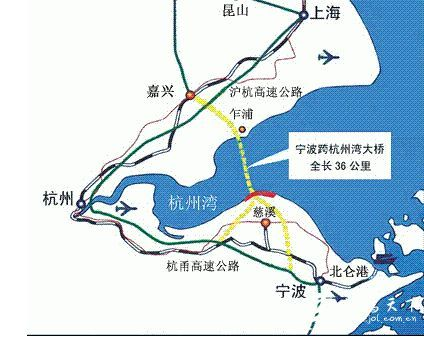 昆山
上海
嘉兴
沪杭高速公路
乍浦
宁波跨杭州湾大桥
全长36公里
杭州
杭州湾
慈溪
杭甬高速公路
北仑港
宁波